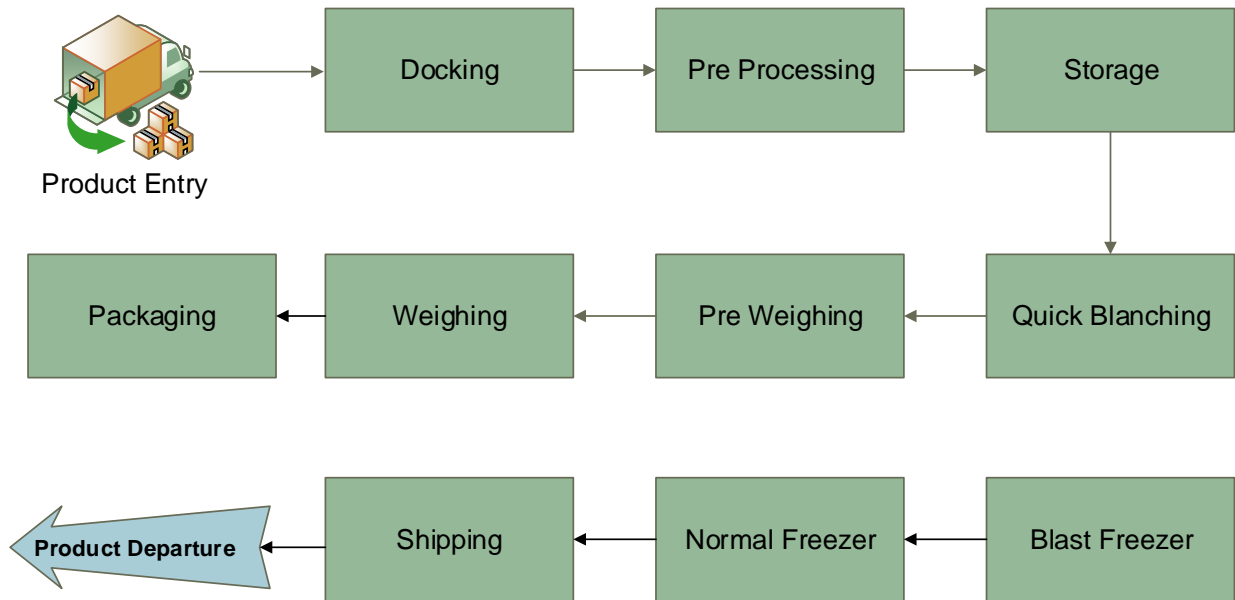 Docking
Pre Processing
Storage
Product Entry
Packaging
Weighing
Pre Weighing
Quick Blanching
Product Departure
Shipping
Normal Freezer
Blast Freezer